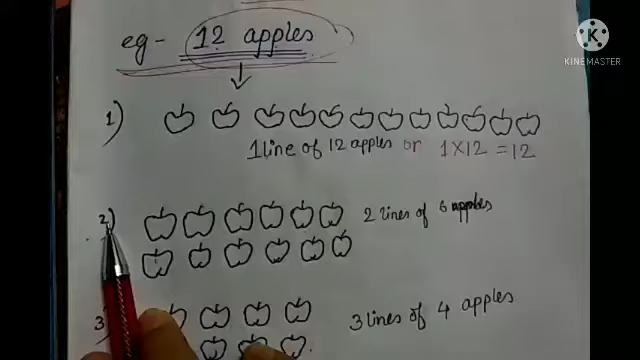 eg- 12 apples
KINEMASTER
1)
1 line of 12 apples or 1 X 12 = 12
2)
2 lines of 6 apples
3)
3 lines of 4 apples